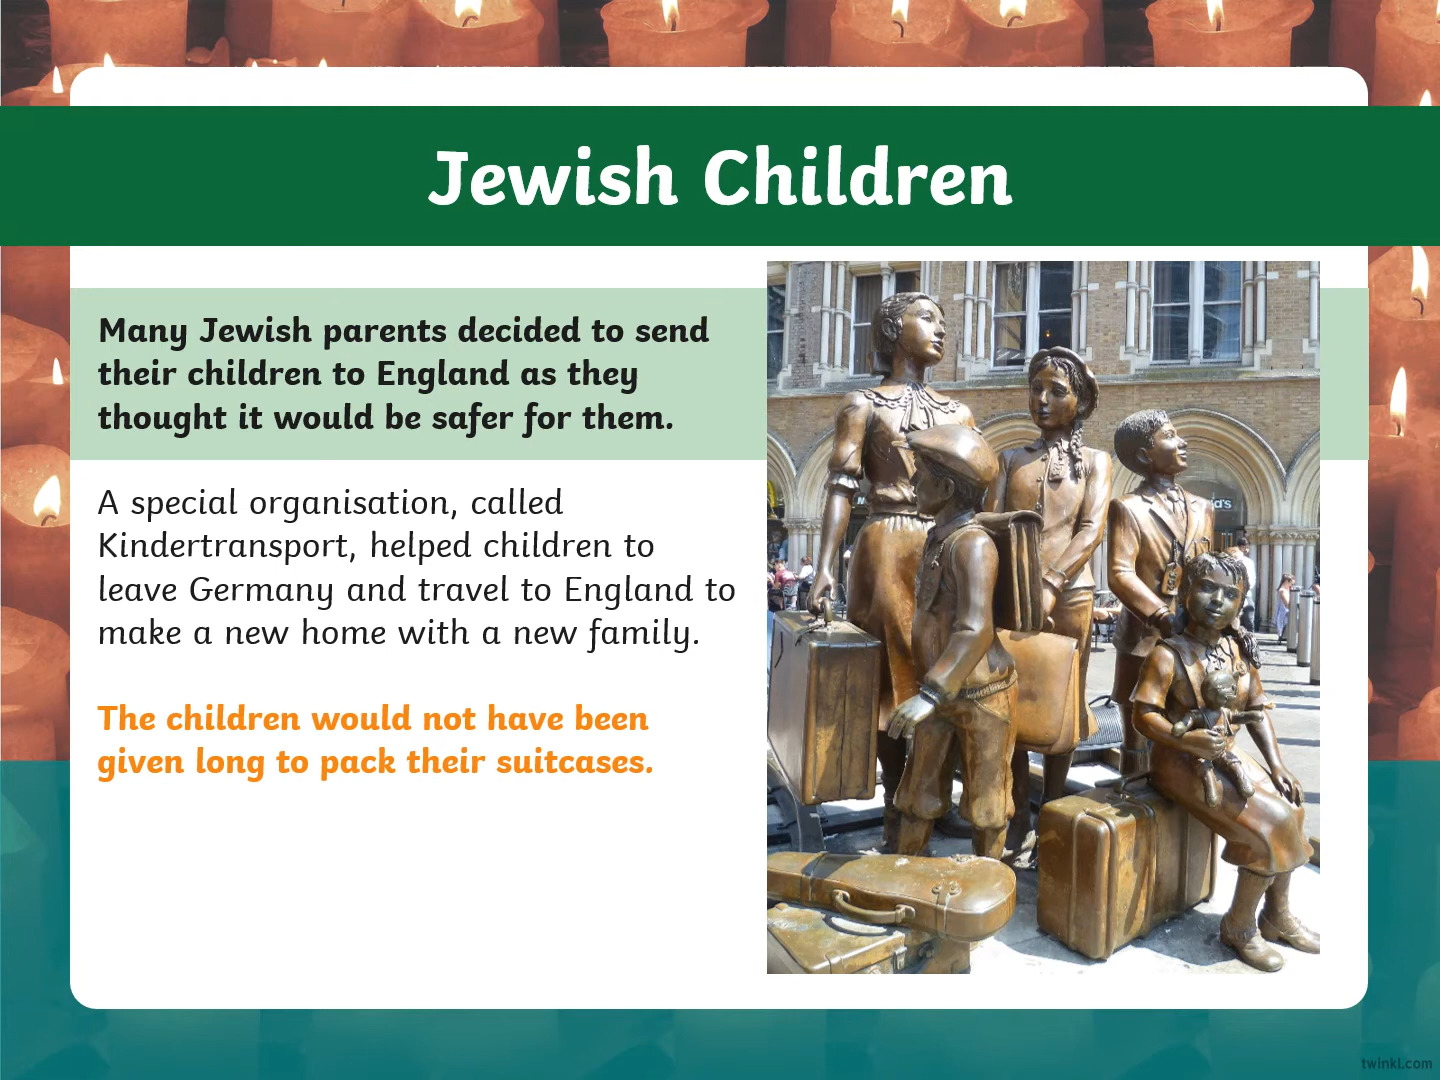 Jewish Children
Many Jewish parents decided to send
their children to England as they
thought it would be safer for them.
A special organisation, called
Kindertransport, helped children to
leave Germany and travel to England to
make a new home with a new family.
The children would not have been
given long to pack their suitcases.
twinkl.com